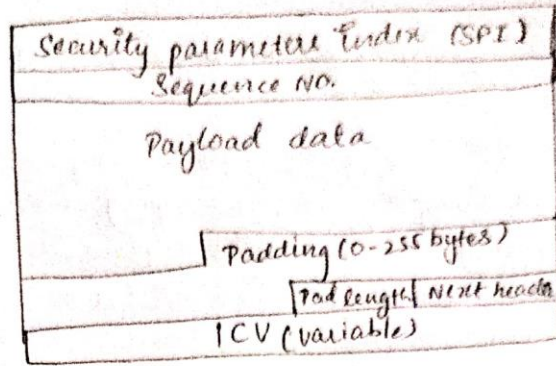 Security parameters Index (SPI)
Sequence NO.
Payload data
Padding (0-255 bytes)
Pad length Next header
ICV (variable)